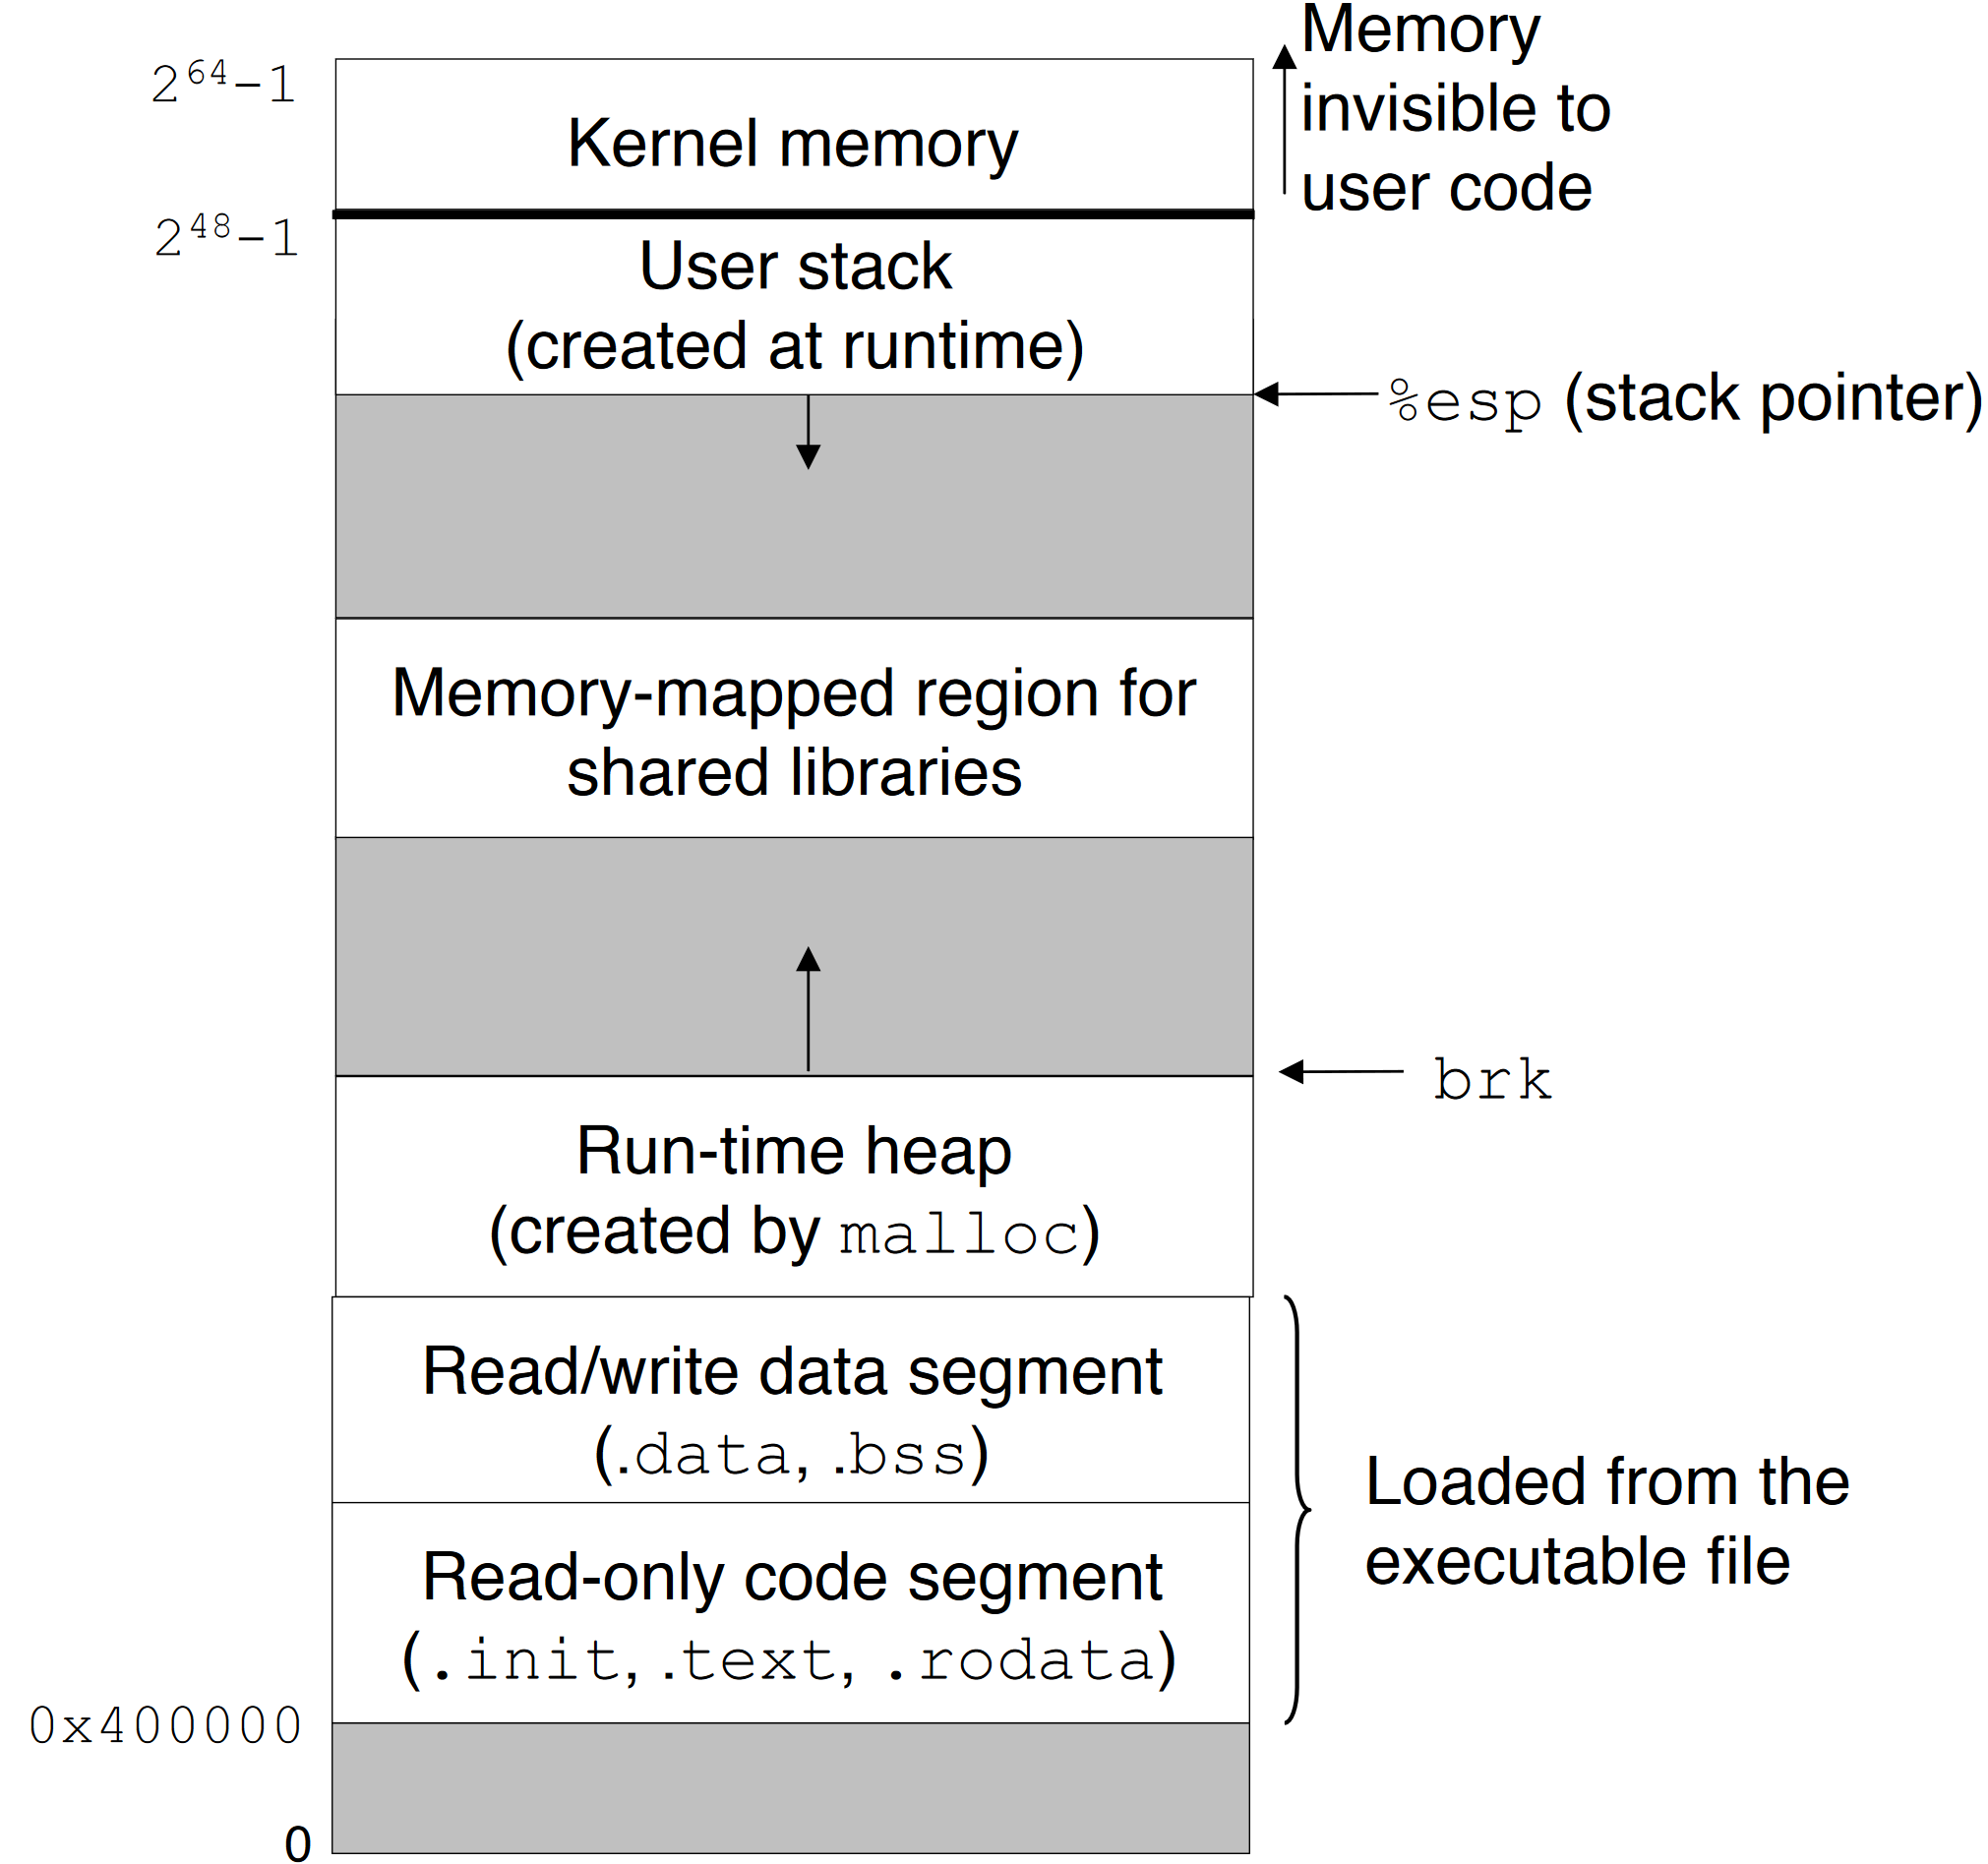 Memory
invisible to
user code
2^64-1
Kernel memory
2^48-1
User stack
(created at runtime)
%esp (stack pointer)
Memory-mapped region for
shared libraries
brk
Run-time heap
(created by malloc)
Read/write data segment
(.data, .bss)
Loaded from the
executable file
Read-only code segment
(.init, .text, .rodata)
0x400000
0